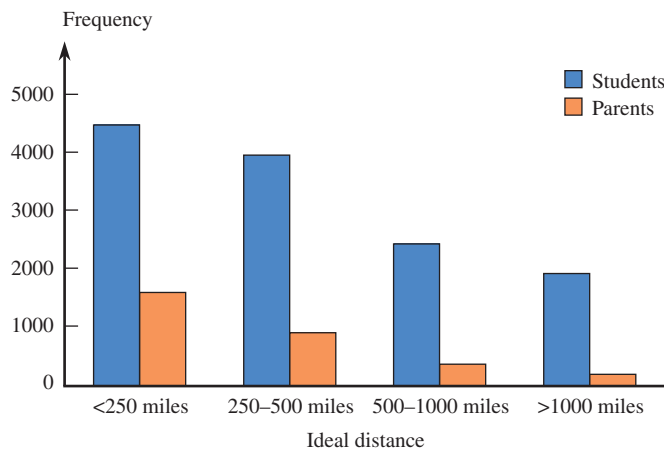 Frequency
Students
Parents
5000
4000
3000
2000
1000
0
<250 miles
250–500 miles
500–1000 miles
>1000 miles
Ideal distance